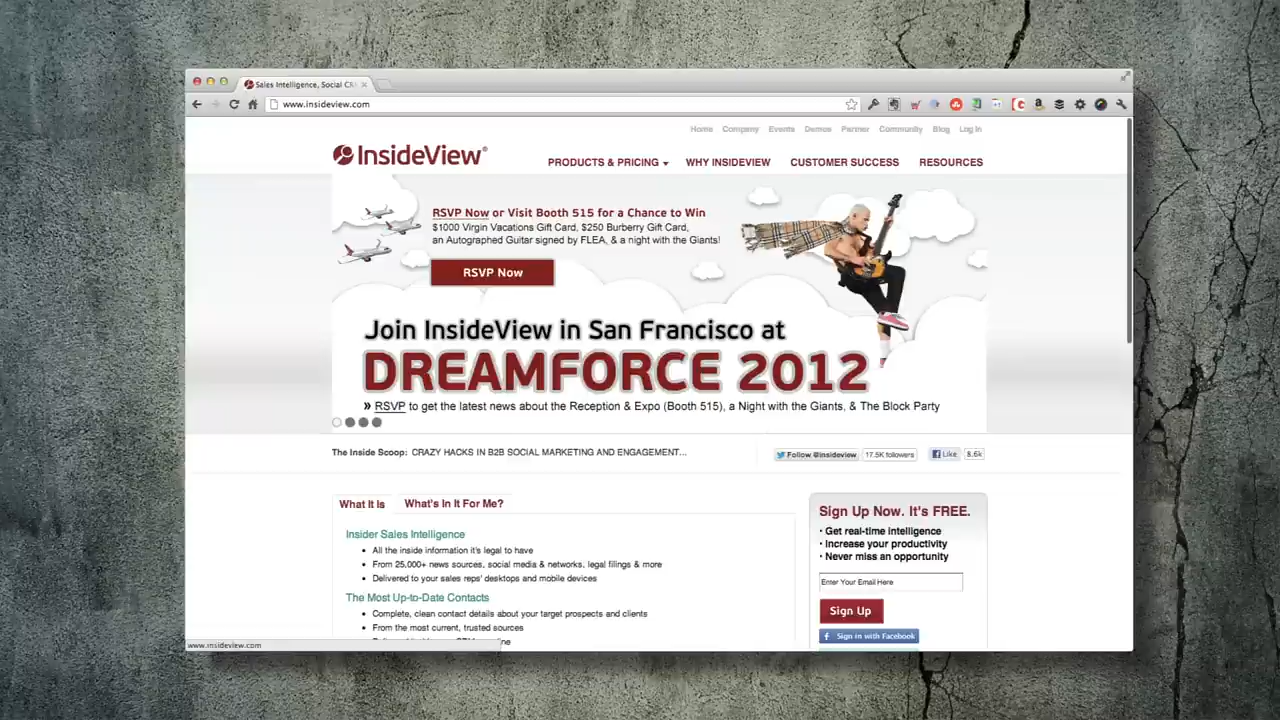 Sales Intelligence, Social CR
www.insideview.com
Home Company Events Demos Partner Community Blog Log In
InsideView®
PRODUCTS & PRICING WHY INSIDEVIEW CUSTOMER SUCCESS RESOURCES
RSVP Now or Visit Booth 515 for a Chance to Win
$1000 Virgin Vacations Gift Card, $250 Burberry Gift Card,
an Autographed Guitar signed by FLEA, & a night with the Giants!
RSVP Now
Join InsideView in San Francisco at
DREAMFORCE 2012
» RSVP to get the latest news about the Reception & Expo (Booth 515), a Night with the Giants, & The Block Party
The Inside Scoop: CRAZY HACKS IN B2B SOCIAL MARKETING AND ENGAGEMENT...
Follow @insideview 17.5K followers Like 8.6k
What It Is What's In It For Me?
Insider Sales Intelligence
• All the inside information it's legal to have
• From 25,000+ news sources, social media & networks, legal filings & more
• Delivered to your sales reps' desktops and mobile devices
The Most Up-to-Date Contacts
• Complete, clean contact details about your target prospects and clients
• From the most current, trusted sources
Sign Up Now. It's FREE.
• Get real-time intelligence
• Increase your productivity
• Never miss an opportunity
Enter Your Email Here
Sign Up
Sign in with Facebook
www.insideview.com